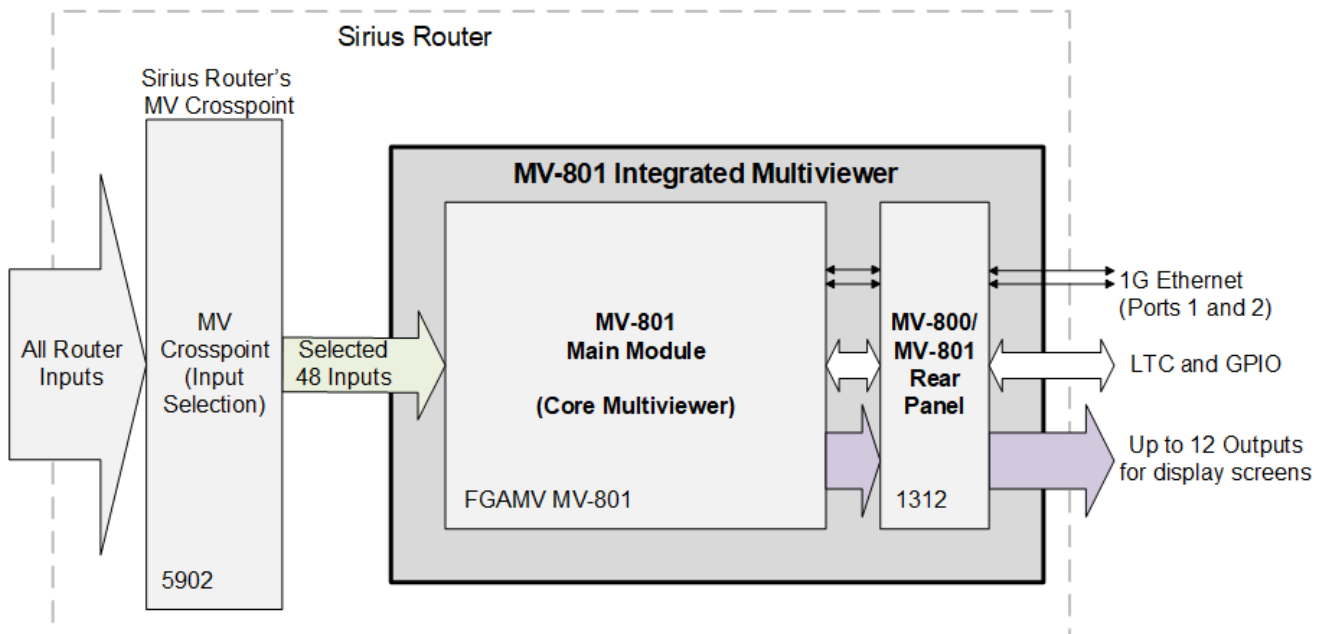 Sirius Router
Sirius Router's
MV Crosspoint
MV-801 Integrated Multiviewer
All Router
Inputs
MV
Crosspoint
(Input
Selection)
5902
Selected
48 Inputs
MV-801
Main Module
(Core Multiviewer)
FGAMV MV-801
MV-800/
MV-801
Rear
Panel
1312
1G Ethernet
(Ports 1 and 2)
LTC and GPIO
Up to 12 Outputs
for display screens